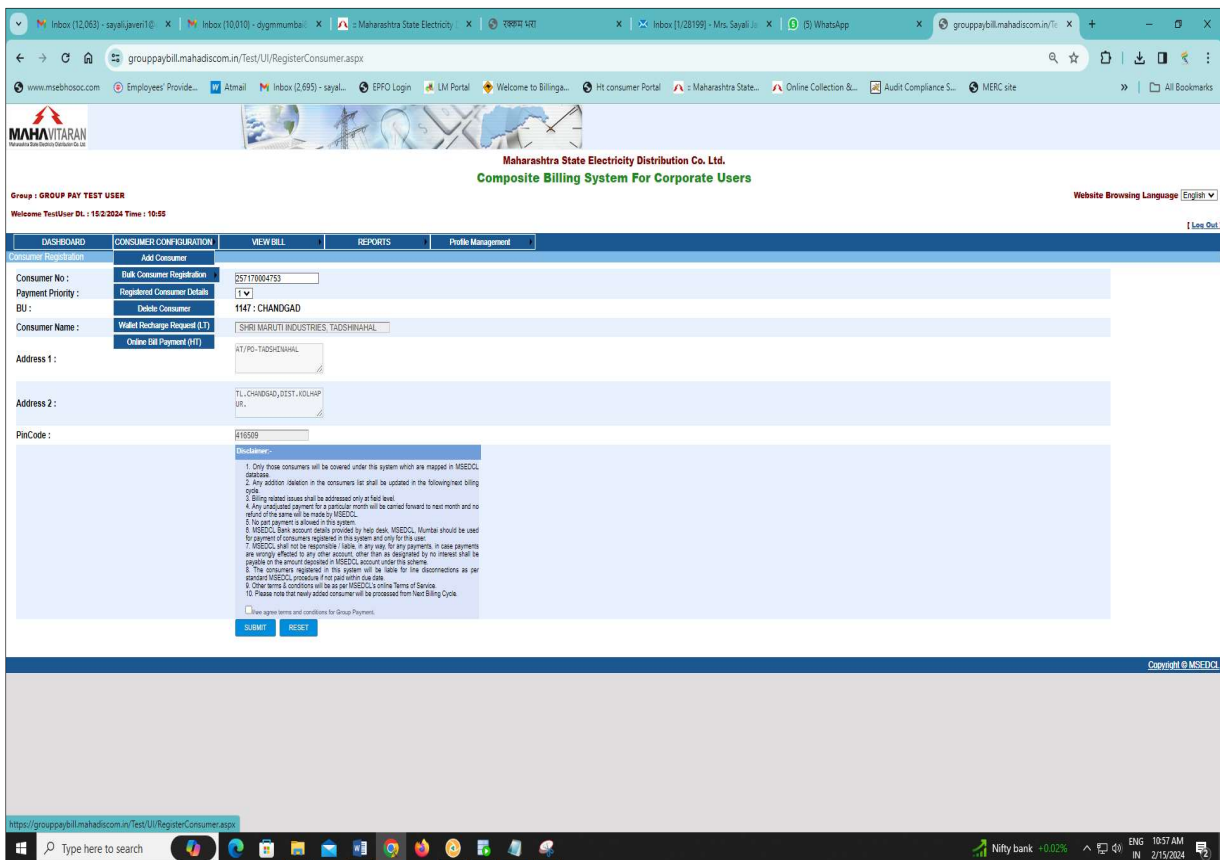 Inbox (12,063) - sayali.javeri1@
Inbox (10,010) - dygmmumbai
:: Maharashtra State Electricity
रक्कम भरा
Inbox [1/28199] - Mrs. Sayali
(5) WhatsApp
grouppaybill.mahadiscom.in/Te
grouppaybill.mahadiscom.in/Test/UI/RegisterConsumer.aspx
www.msebhosoc.com
Employees' Provide...
Atmail
Inbox (2,695) - sayal...
EPFO Login
LM Portal
Welcome to Billinga...
Ht consumer Portal
:: Maharashtra State...
Online Collection &...
Audit Compliance S...
MERC site
»
All Bookmarks
MAHAVITARAN
Maharashtra State Electricity Distribution Co. Ltd.
Maharashtra State Electricity Distribution Co. Ltd.
Composite Billing System For Corporate Users
Group : GROUP PAY TEST USER
Website Browsing Language English
Welcome TestUser Dt. : 15/2/2024 Time : 10:55
[ Log Out
DASHBOARD
CONSUMER CONFIGURATION
VIEW BILL
REPORTS
Profile Management
Consumer Registration
Add Consumer
Bulk Consumer Registration
Registered Consumer Details
Delete Consumer
Wallet Recharge Request (LT)
Online Bill Payment (HT)
Consumer No : 257170004753
Payment Priority : 1
BU : 1147 : CHANDGAD
Consumer Name : SHRI MARUTI INDUSTRIES, TADSHINAHAL
Address 1 : AT/PO-TADSHINAHAL
Address 2 : TL.CHANDGAD,DIST.KOLHAP
UR.
PinCode : 416509
Disclaimer:-
1. Only those consumers will be covered under this system which are mapped in MSEDCL
database.
2. Any addition /deletion in the consumers list shall be updated in the following/next billing
cycle.
3. Billing related issues shall be addressed only at field level.
4. Any unadjusted payment for a particular month will be carried forward to next month and no
refund of the same will be made by MSEDCL.
5. No part payment is allowed in this system.
6. MSEDCL Bank account details provided by help desk, MSEDCL, Mumbai should be used
for payment of consumers registered in this system and only for this user.
7. MSEDCL shall not be responsible / liable, in any way, for any payments, in case payments
are wrongly effected to any other account, other than as designated by no interest shall be
payable on the amount deposited in MSEDCL account under this scheme.
8. The consumers registered in this system will be liable for line disconnections as per
standard MSEDCL procedure if not paid within due date.
9. Other terms & conditions will be as per MSEDCL's online Terms of Service.
10. Please note that newly added consumer will be processed from Next Billing Cycle.
I/we agree terms and conditions for Group Payment.
SUBMIT
RESET
Copyright © MSEDCL
https://grouppaybill.mahadiscom.in/Test/UI/RegisterConsumer.aspx
Type here to search
Nifty bank +0.02%
ENG
IN
10:57 AM
2/15/2024